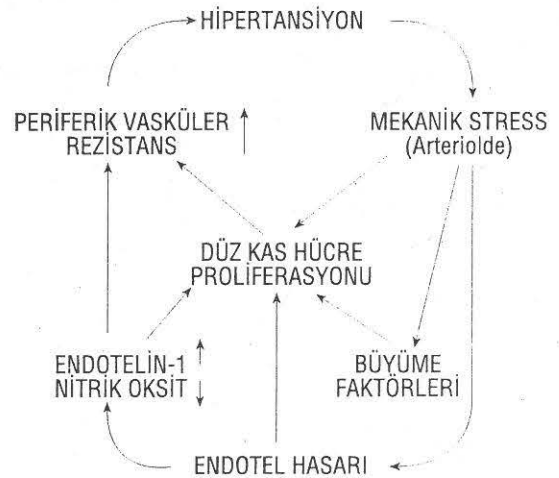 HİPERTANSİYON
PERİFERİK VASKÜLER ↑
REZİSTANS
MEKANİK STRESS
(Arteriolde)
DÜZ KAS HÜCRE
PROLİFERASYONU
ENDOTELİN-1 ↑
NİTRİK OKSİT ↓
BÜYÜME
FAKTÖRLERİ
ENDOTEL HASARI